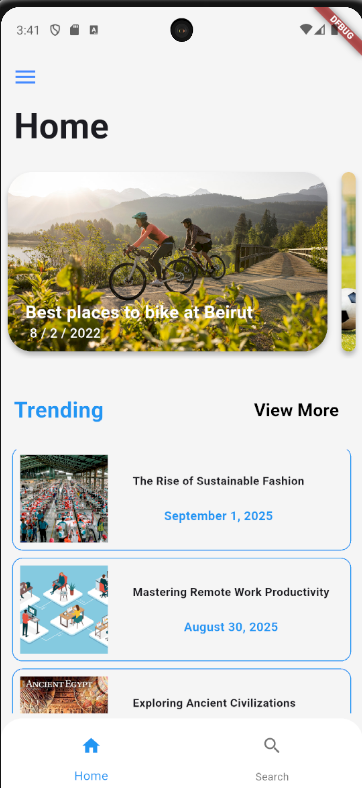 3:41
DEBUG
Home
Best places to bike at Beirut
8 / 2 / 2022
Trending
View More
The Rise of Sustainable Fashion
September 1, 2025
Mastering Remote Work Productivity
August 30, 2025
ANCIENT EGYPT
Exploring Ancient Civilizations
Home
Search